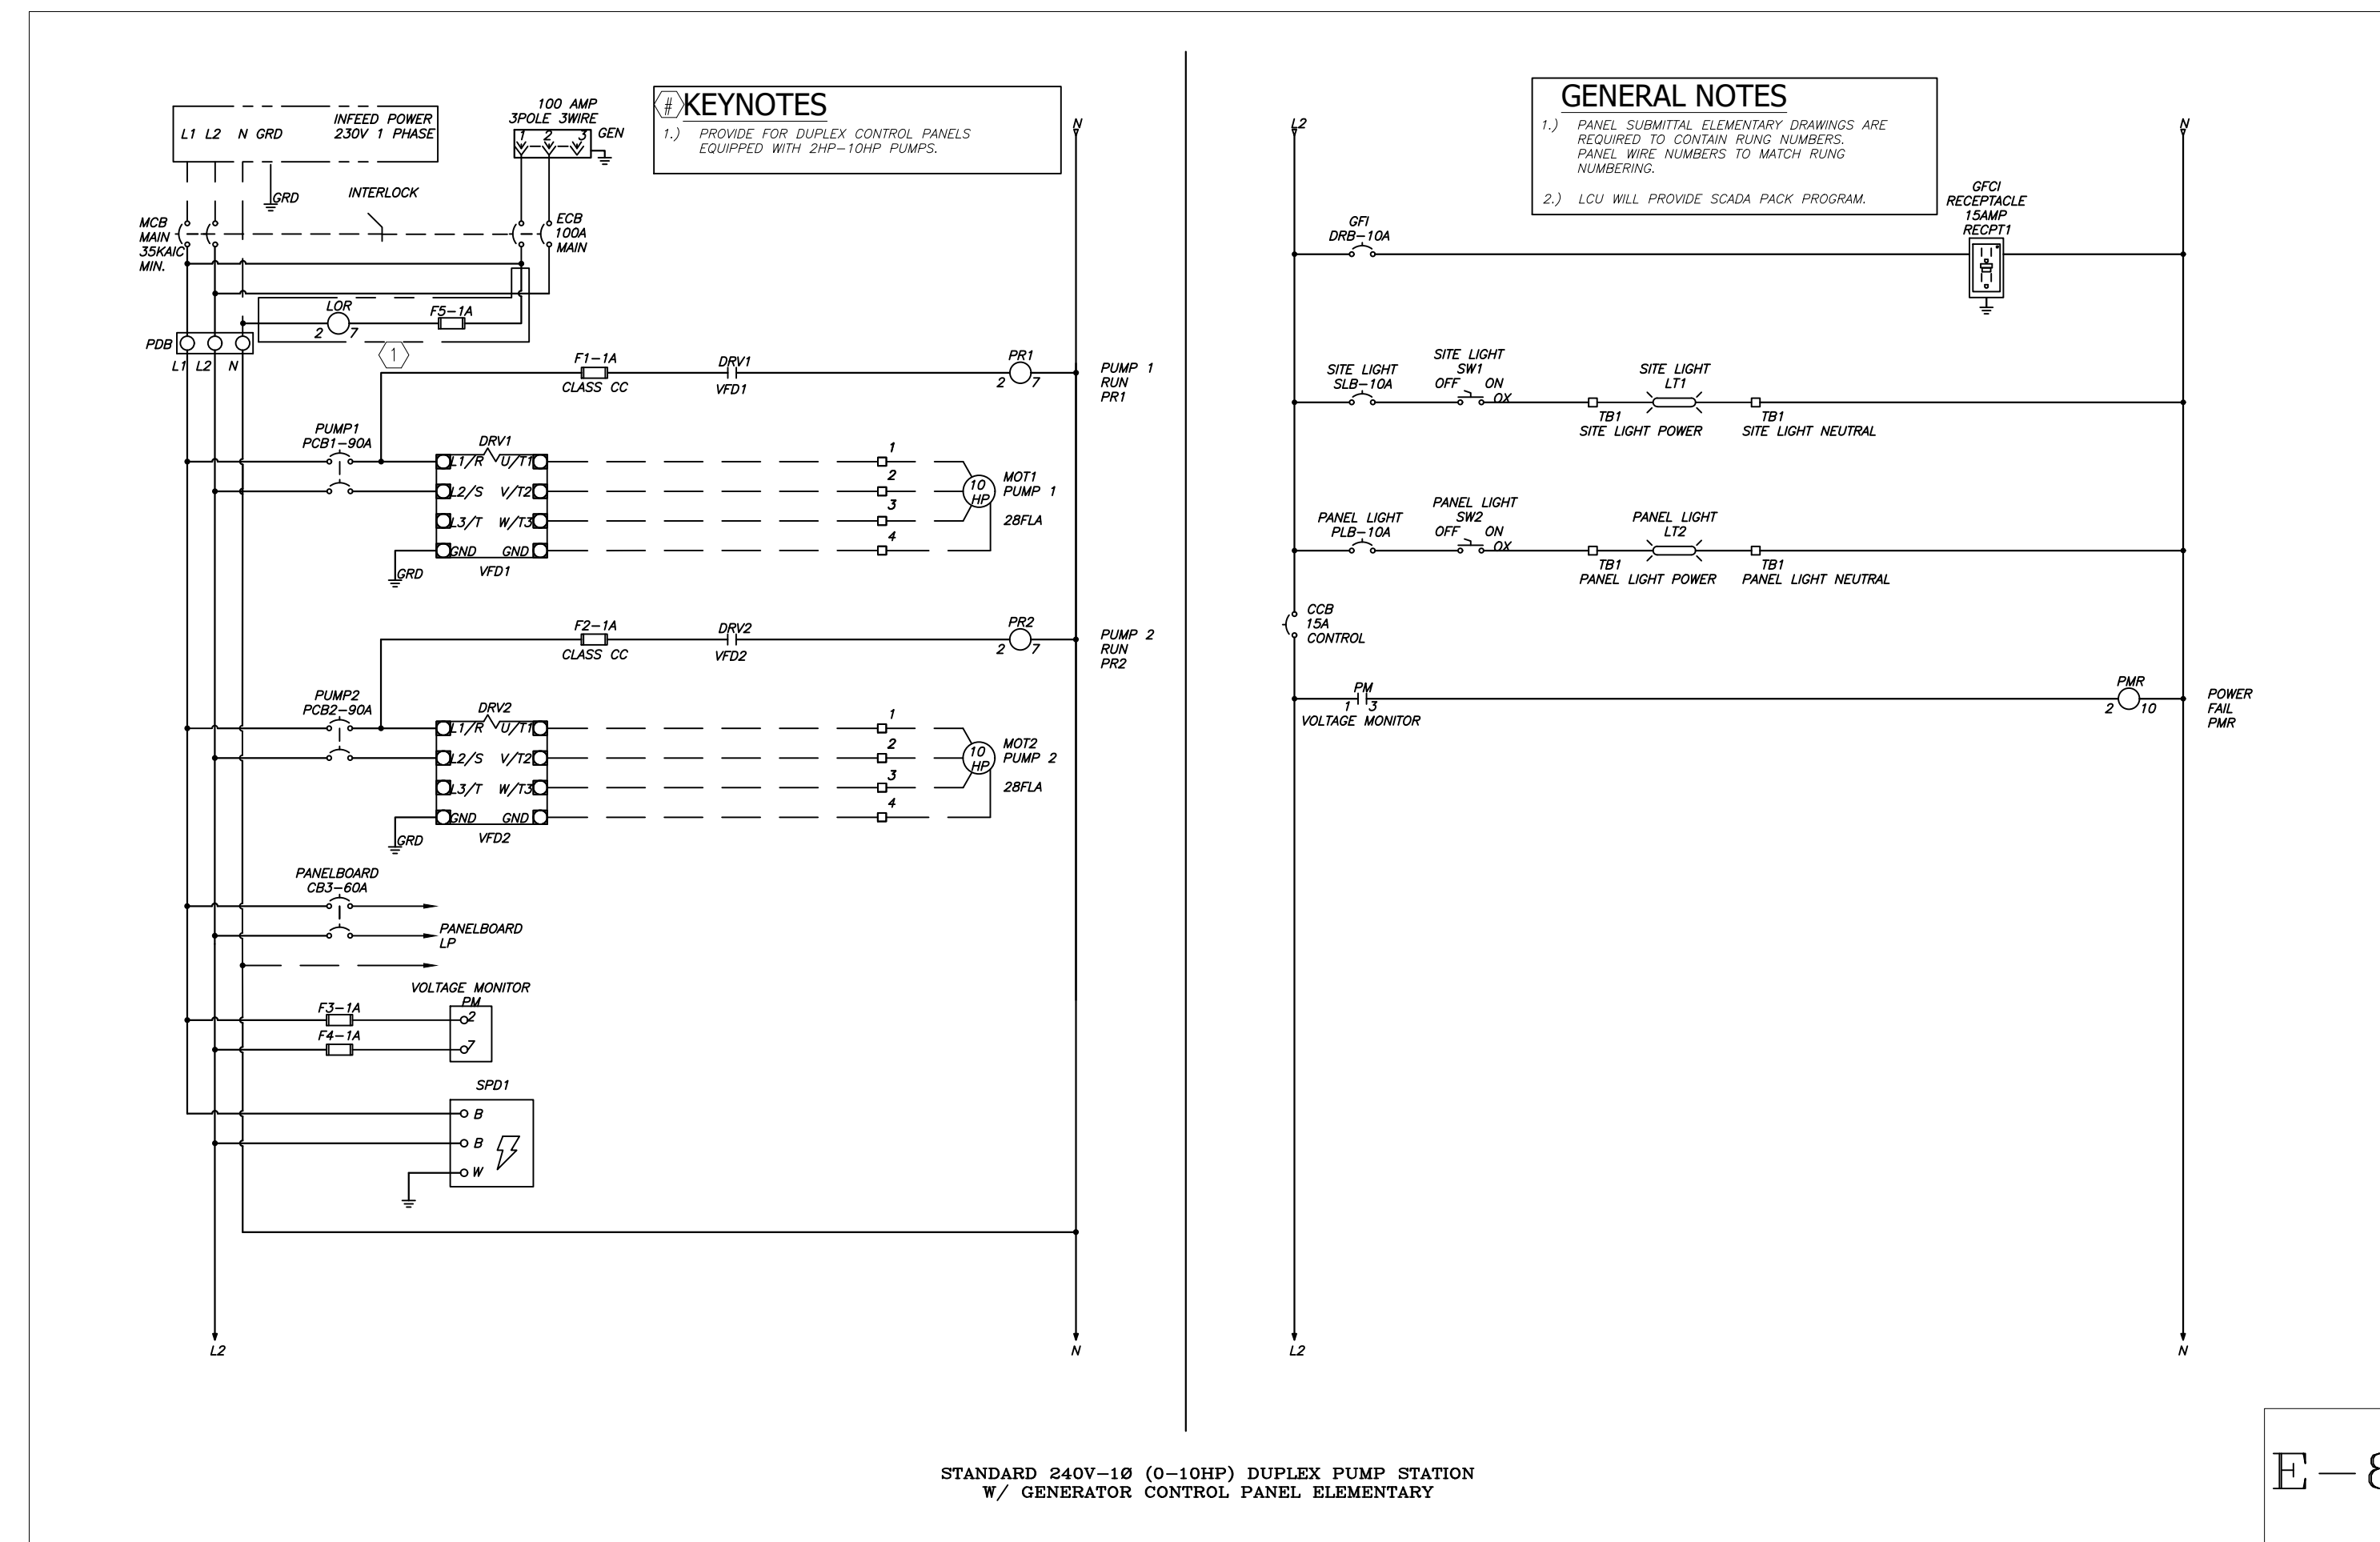 L1 L2 N GRD
INFEED POWER
230V 1 PHASE
100 AMP
3POLE 3WIRE
1 2 3
GEN
# KEYNOTES
1.) PROVIDE FOR DUPLEX CONTROL PANELS
EQUIPPED WITH 2HP-10HP PUMPS.
N
GRD
INTERLOCK
MCB
MAIN
35KAIC
MIN.
ECB
100A
MAIN
LOR
2 7
F5-1A
PDB
L1 L2 N
1
F1-1A
CLASS CC
DRV1
VFD1
PR1
2 7
PUMP 1
RUN
PR1
PUMP1
PCB1-90A
DRV1
L1/R U/T1
L2/S V/T2
L3/T W/T3
GND GND
VFD1
GRD
1
2
3
4
10
HP
MOT1
PUMP 1
28FLA
F2-1A
CLASS CC
DRV2
VFD2
PR2
2 7
PUMP 2
RUN
PR2
PUMP2
PCB2-90A
DRV2
L1/R U/T1
L2/S V/T2
L3/T W/T3
GND GND
VFD2
GRD
1
2
3
4
10
HP
MOT2
PUMP 2
28FLA
PANELBOARD
CB3-60A
PANELBOARD
LP
VOLTAGE MONITOR
PM
F3-1A
2
F4-1A
7
SPD1
B
B
W
L2
N
L2
GENERAL NOTES
1.) PANEL SUBMITTAL ELEMENTARY DRAWINGS ARE
REQUIRED TO CONTAIN RUNG NUMBERS.
PANEL WIRE NUMBERS TO MATCH RUNG
NUMBERING.
2.) LCU WILL PROVIDE SCADA PACK PROGRAM.
N
GFI
DRB-10A
GFCI
RECEPTACLE
15AMP
RECPT1
SITE LIGHT
SLB-10A
SITE LIGHT
SW1
OFF ON
OX
SITE LIGHT
LT1
TB1
SITE LIGHT POWER
TB1
SITE LIGHT NEUTRAL
PANEL LIGHT
PLB-10A
PANEL LIGHT
SW2
OFF ON
OX
PANEL LIGHT
LT2
TB1
PANEL LIGHT POWER
TB1
PANEL LIGHT NEUTRAL
CCB
15A
CONTROL
PM
1 3
VOLTAGE MONITOR
PMR
2 10
POWER
FAIL
PMR
L2
N
STANDARD 240V-1Ø (0-10HP) DUPLEX PUMP STATION
W/ GENERATOR CONTROL PANEL ELEMENTARY
E-8